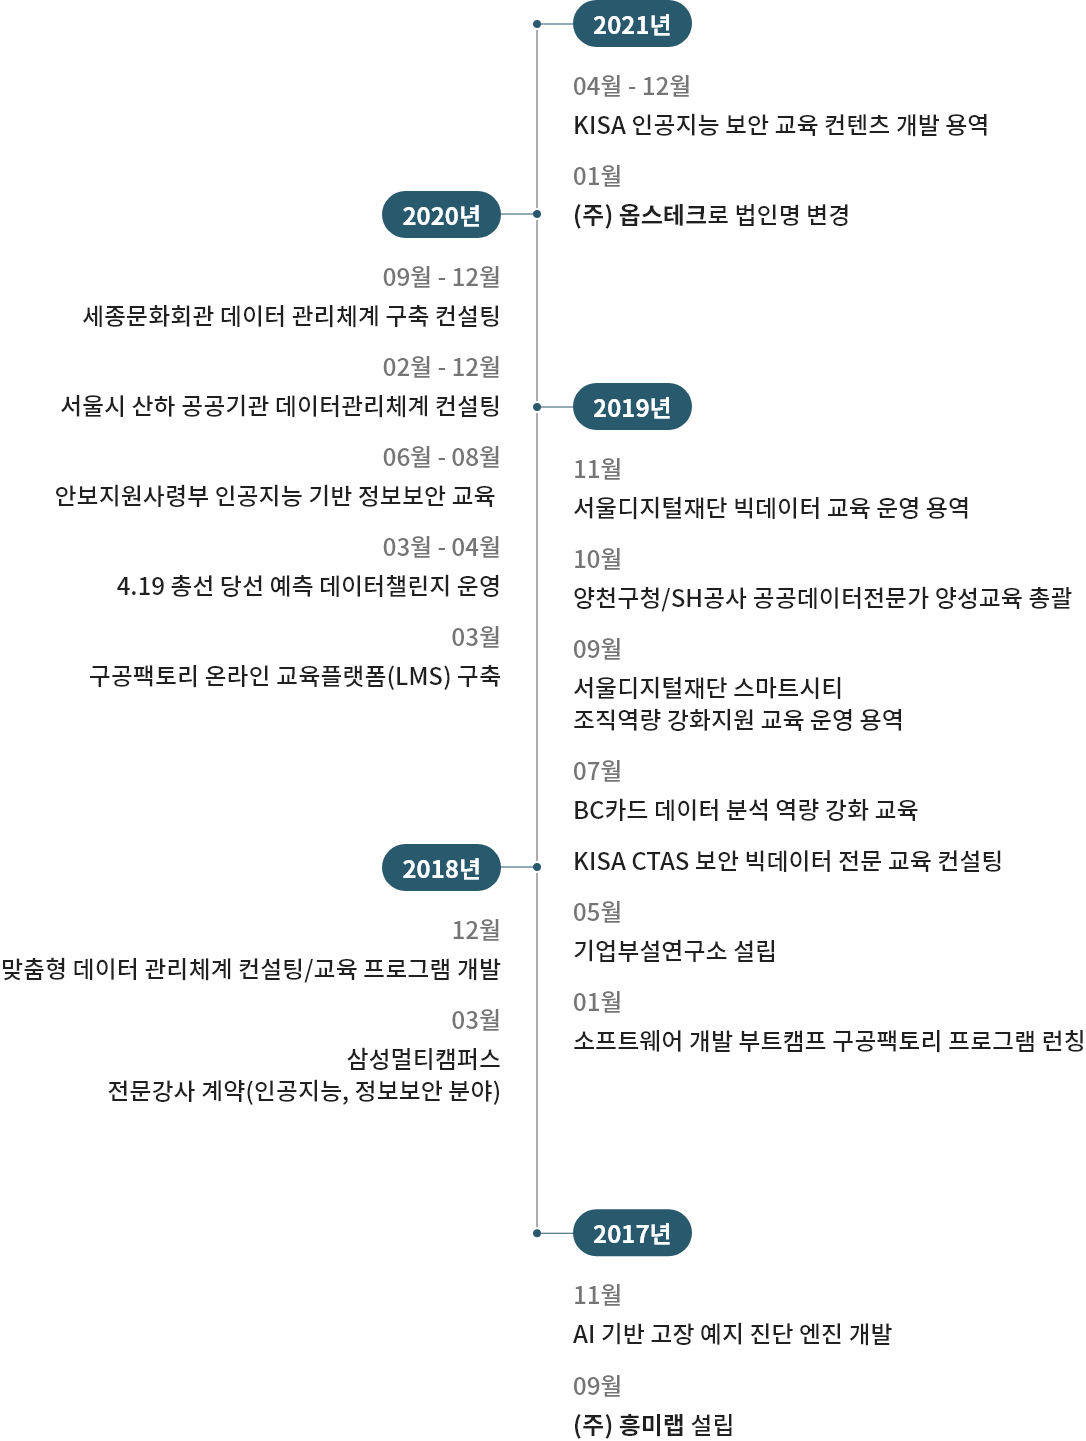 2021년
04월 - 12월
KISA 인공지능 보안 교육 컨텐츠 개발 용역
01월
(주) 옵스테크로 법인명 변경
2020년
09월 - 12월
세종문화회관 데이터 관리체계 구축 컨설팅
02월 - 12월
서울시 산하 공공기관 데이터관리체계 컨설팅
06월 - 08월
안보지원사령부 인공지능 기반 정보보안 교육
03월 - 04월
4.19 총선 당선 예측 데이터챌린지 운영
03월
구공팩토리 온라인 교육플랫폼(LMS) 구축
2019년
11월
서울디지털재단 빅데이터 교육 운영 용역
10월
양천구청/SH공사 공공데이터전문가 양성교육 총괄
09월
서울디지털재단 스마트시티
조직역량 강화지원 교육 운영 용역
07월
BC카드 데이터 분석 역량 강화 교육
KISA CTAS 보안 빅데이터 전문 교육 컨설팅
05월
기업부설연구소 설립
01월
소프트웨어 개발 부트캠프 구공팩토리 프로그램 런칭
2018년
12월
맞춤형 데이터 관리체계 컨설팅/교육 프로그램 개발
03월
삼성멀티캠퍼스
전문강사 계약(인공지능, 정보보안 분야)
2017년
11월
AI 기반 고장 예지 진단 엔진 개발
09월
(주) 흥미랩 설립